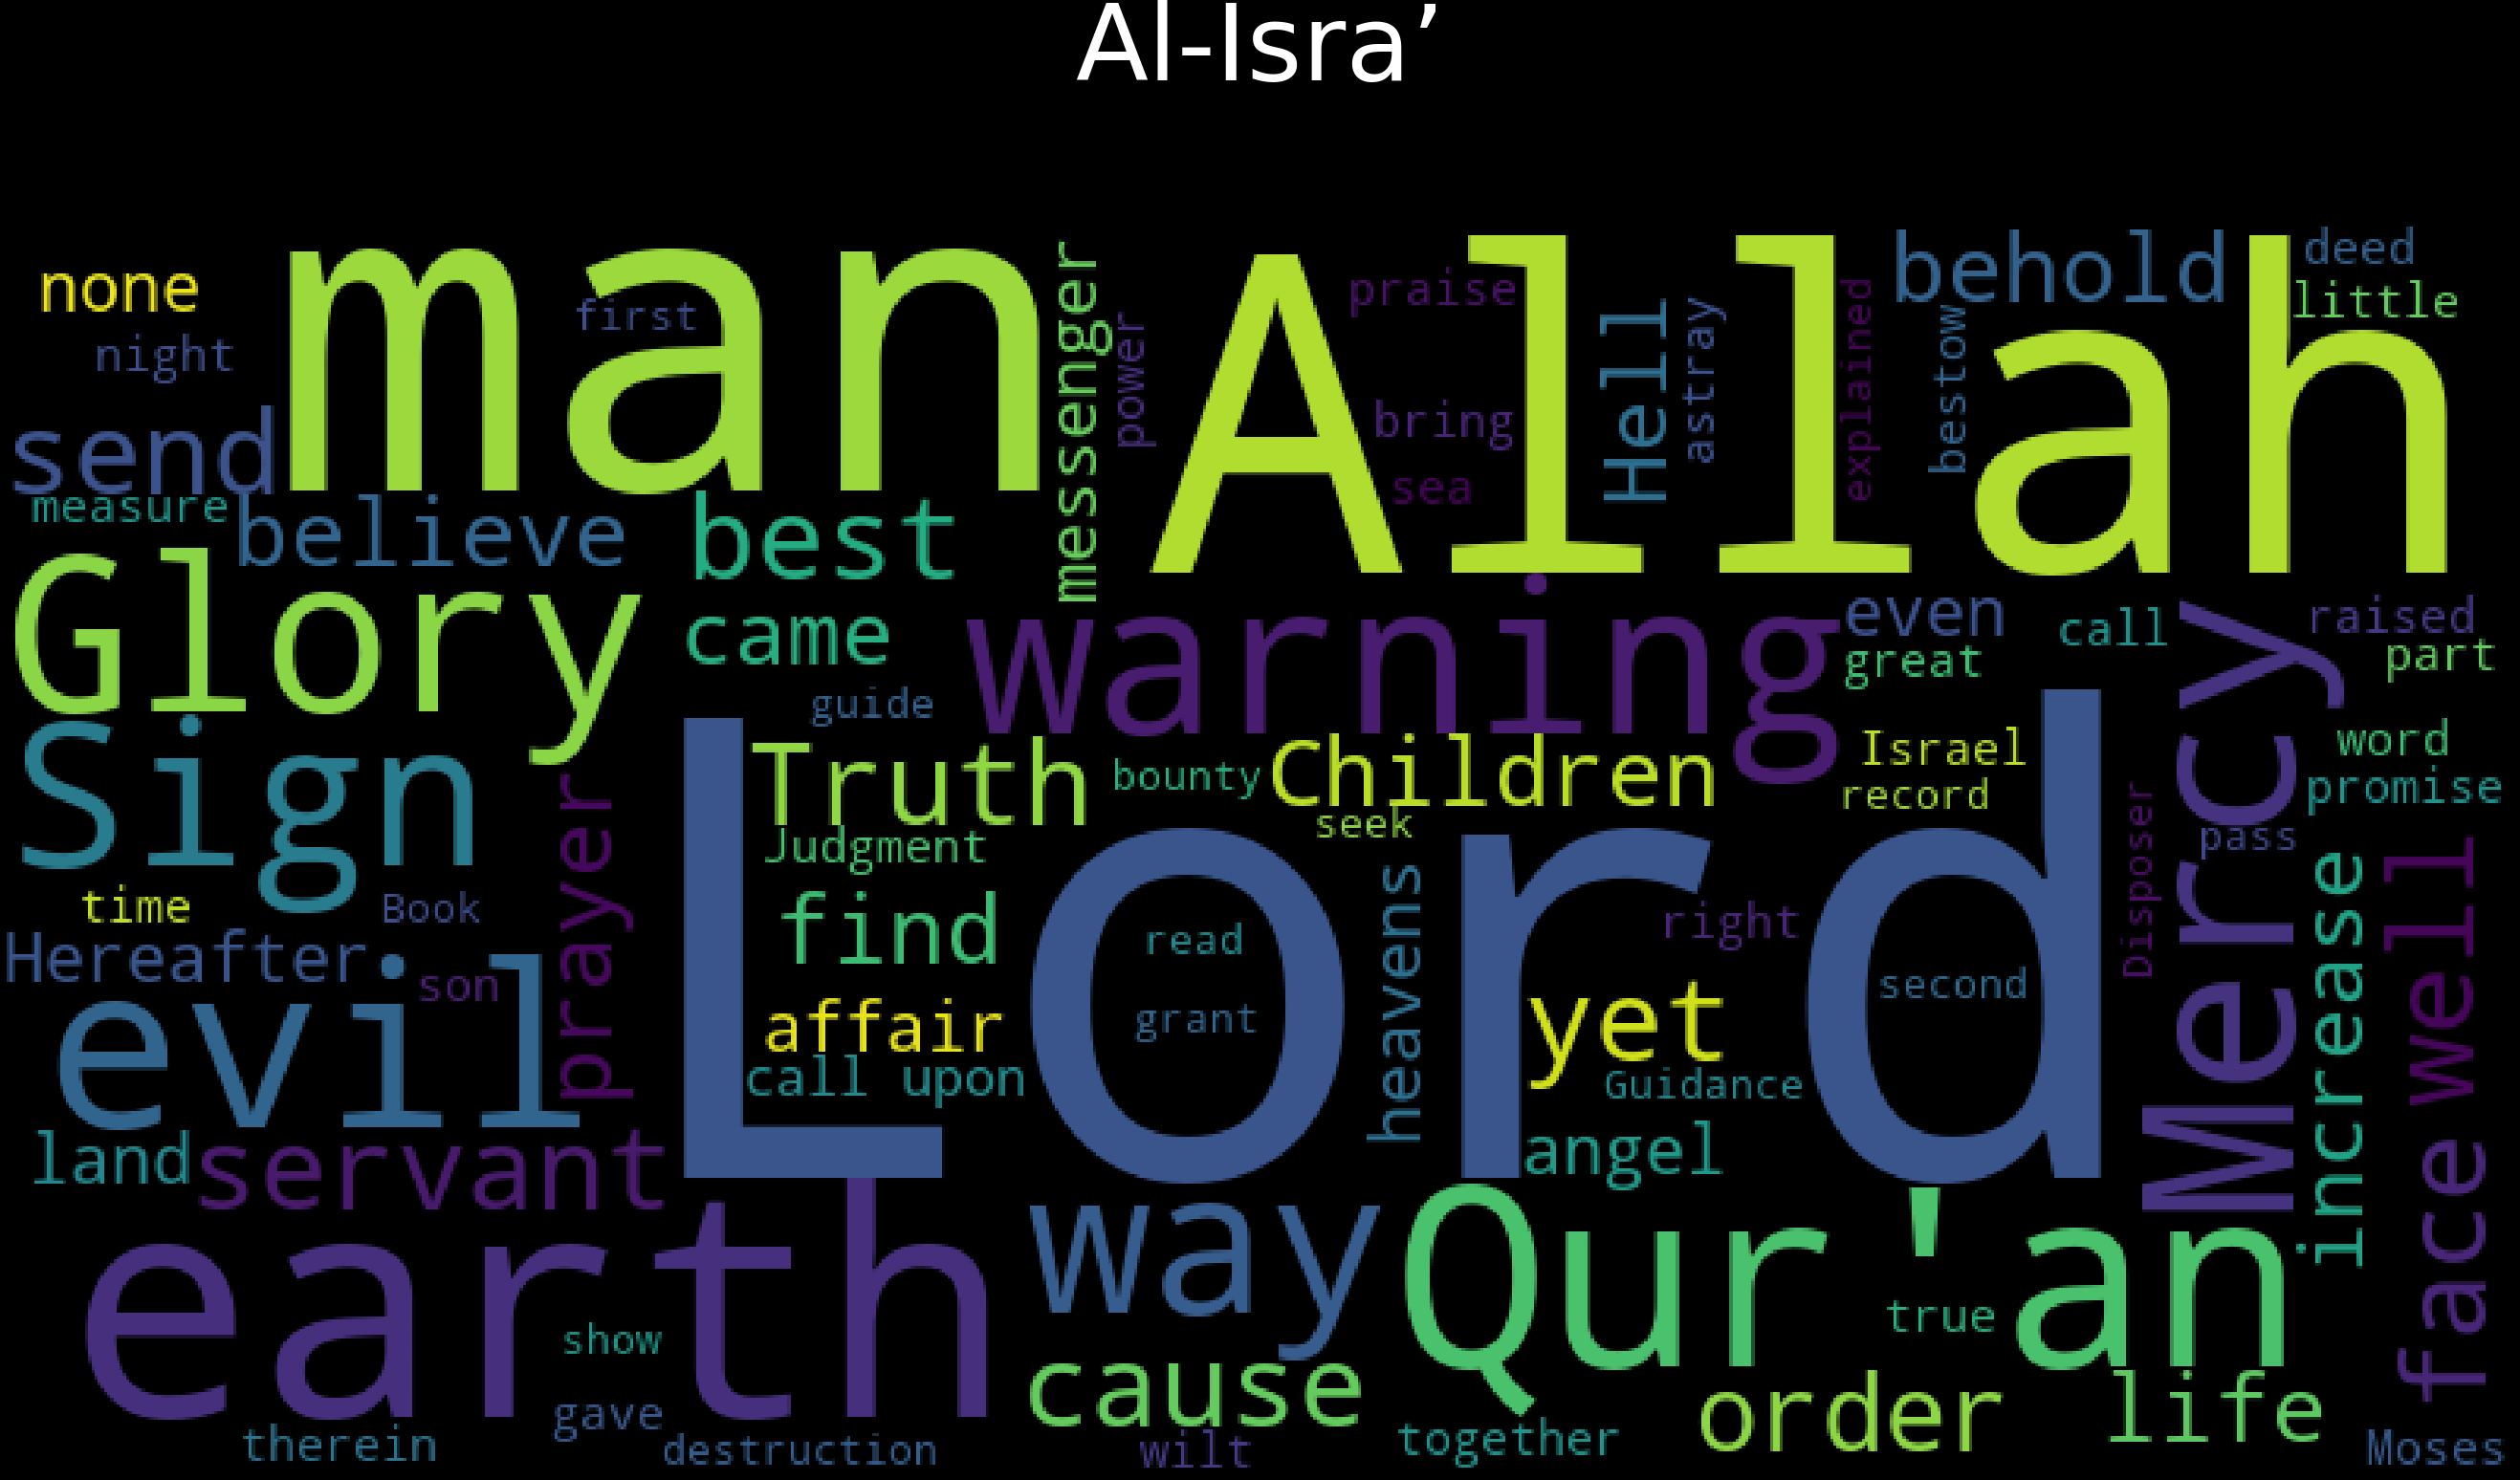 Al-Isra’
man
Allah
none
first
praise
behold
deed
little
night
messenger
power
Hell
astray
explained
bestow
send
bring
sea
measure
believe
best
Glory
came
warning
even
great
call
Mercy
raised
part
guide
Sign
Truth
bounty
Children
Israel
record
word
promise
Judgment
seek
Lord
Disposer
pass
prayer
time
Book
find
heavens
right
increase
well
Hereafter
son
read
second
evil
affair
grant
yet
call upon
Guidance
land
servant
angel
face
earth
way
Qur'an
true
show
cause
order
life
gave
therein
destruction
wilt
together
Moses